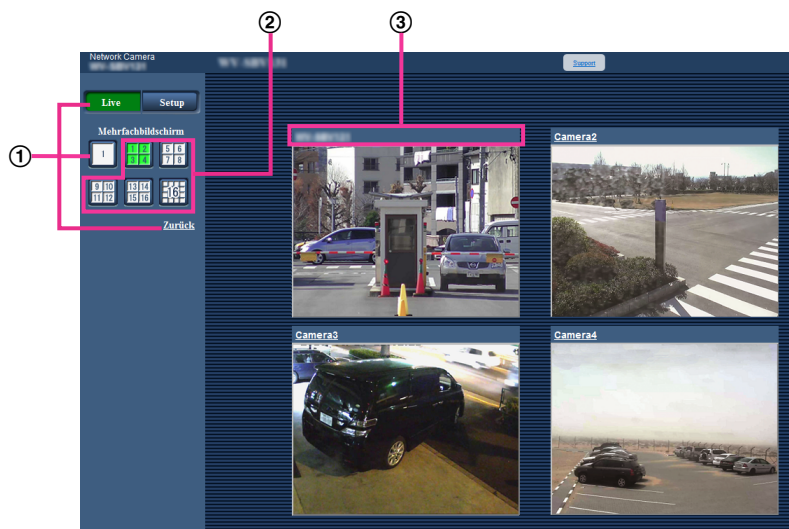 ① ② ③
Network Camera
Support
Live Setup
Mehrfachbildschirm
1 1 2 3 4 5 6 7 8
9 10 11 12 13 14 15 16 16
Zurück
Camera2
Camera3
Camera4